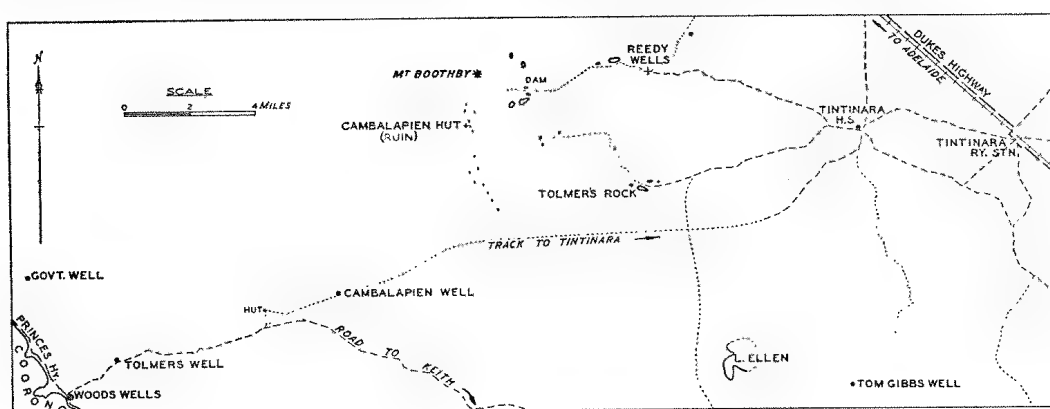 N
SCALE
0 2 4 MILES
MT BOOTHBY
DAM
REEDY
WELLS
TO ADELAIDE
DUKES HIGHWAY
CAMBALAPIEN HUT
(RUIN)
TINTINARA
H.S.
TINTINARA
RY. STN.
TOLMER'S ROCK
TRACK TO TINTINARA
GOVT. WELL
CAMBALAPIEN WELL
HUT
PRINCES HY.
COORON
ROAD TO KEITH
TOLMERS WELL
WOODS WELLS
L. ELLEN
TOM GIBBS WELL